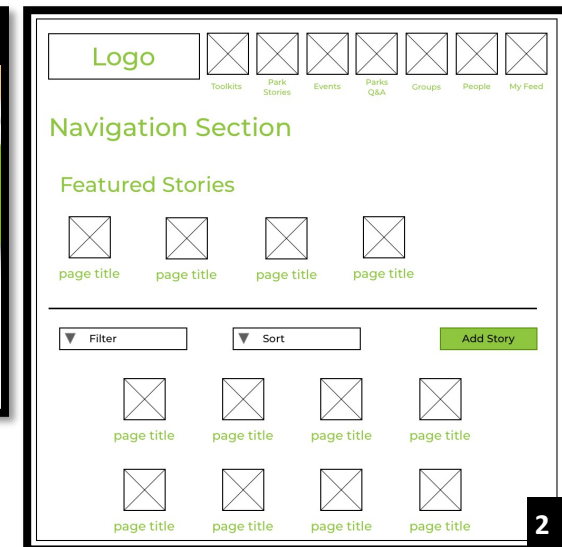 Logo
Toolkits
Park
Stories
Events
Parks
Q&A
Groups
People
My Feed
Navigation Section
Featured Stories
page title
page title
page title
page title
Filter
Sort
Add Story
page title
page title
page title
page title
page title
page title
page title
page title
2